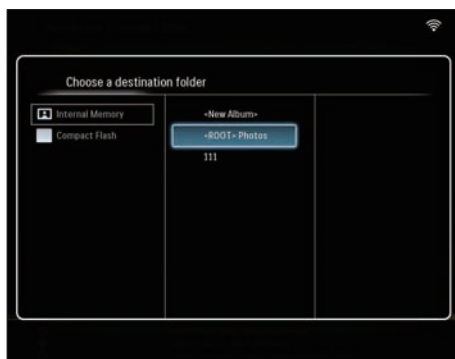 Choose a destination folder
Internal Memory
Compact Flash
<New Album>
<ROOT> Photos
111